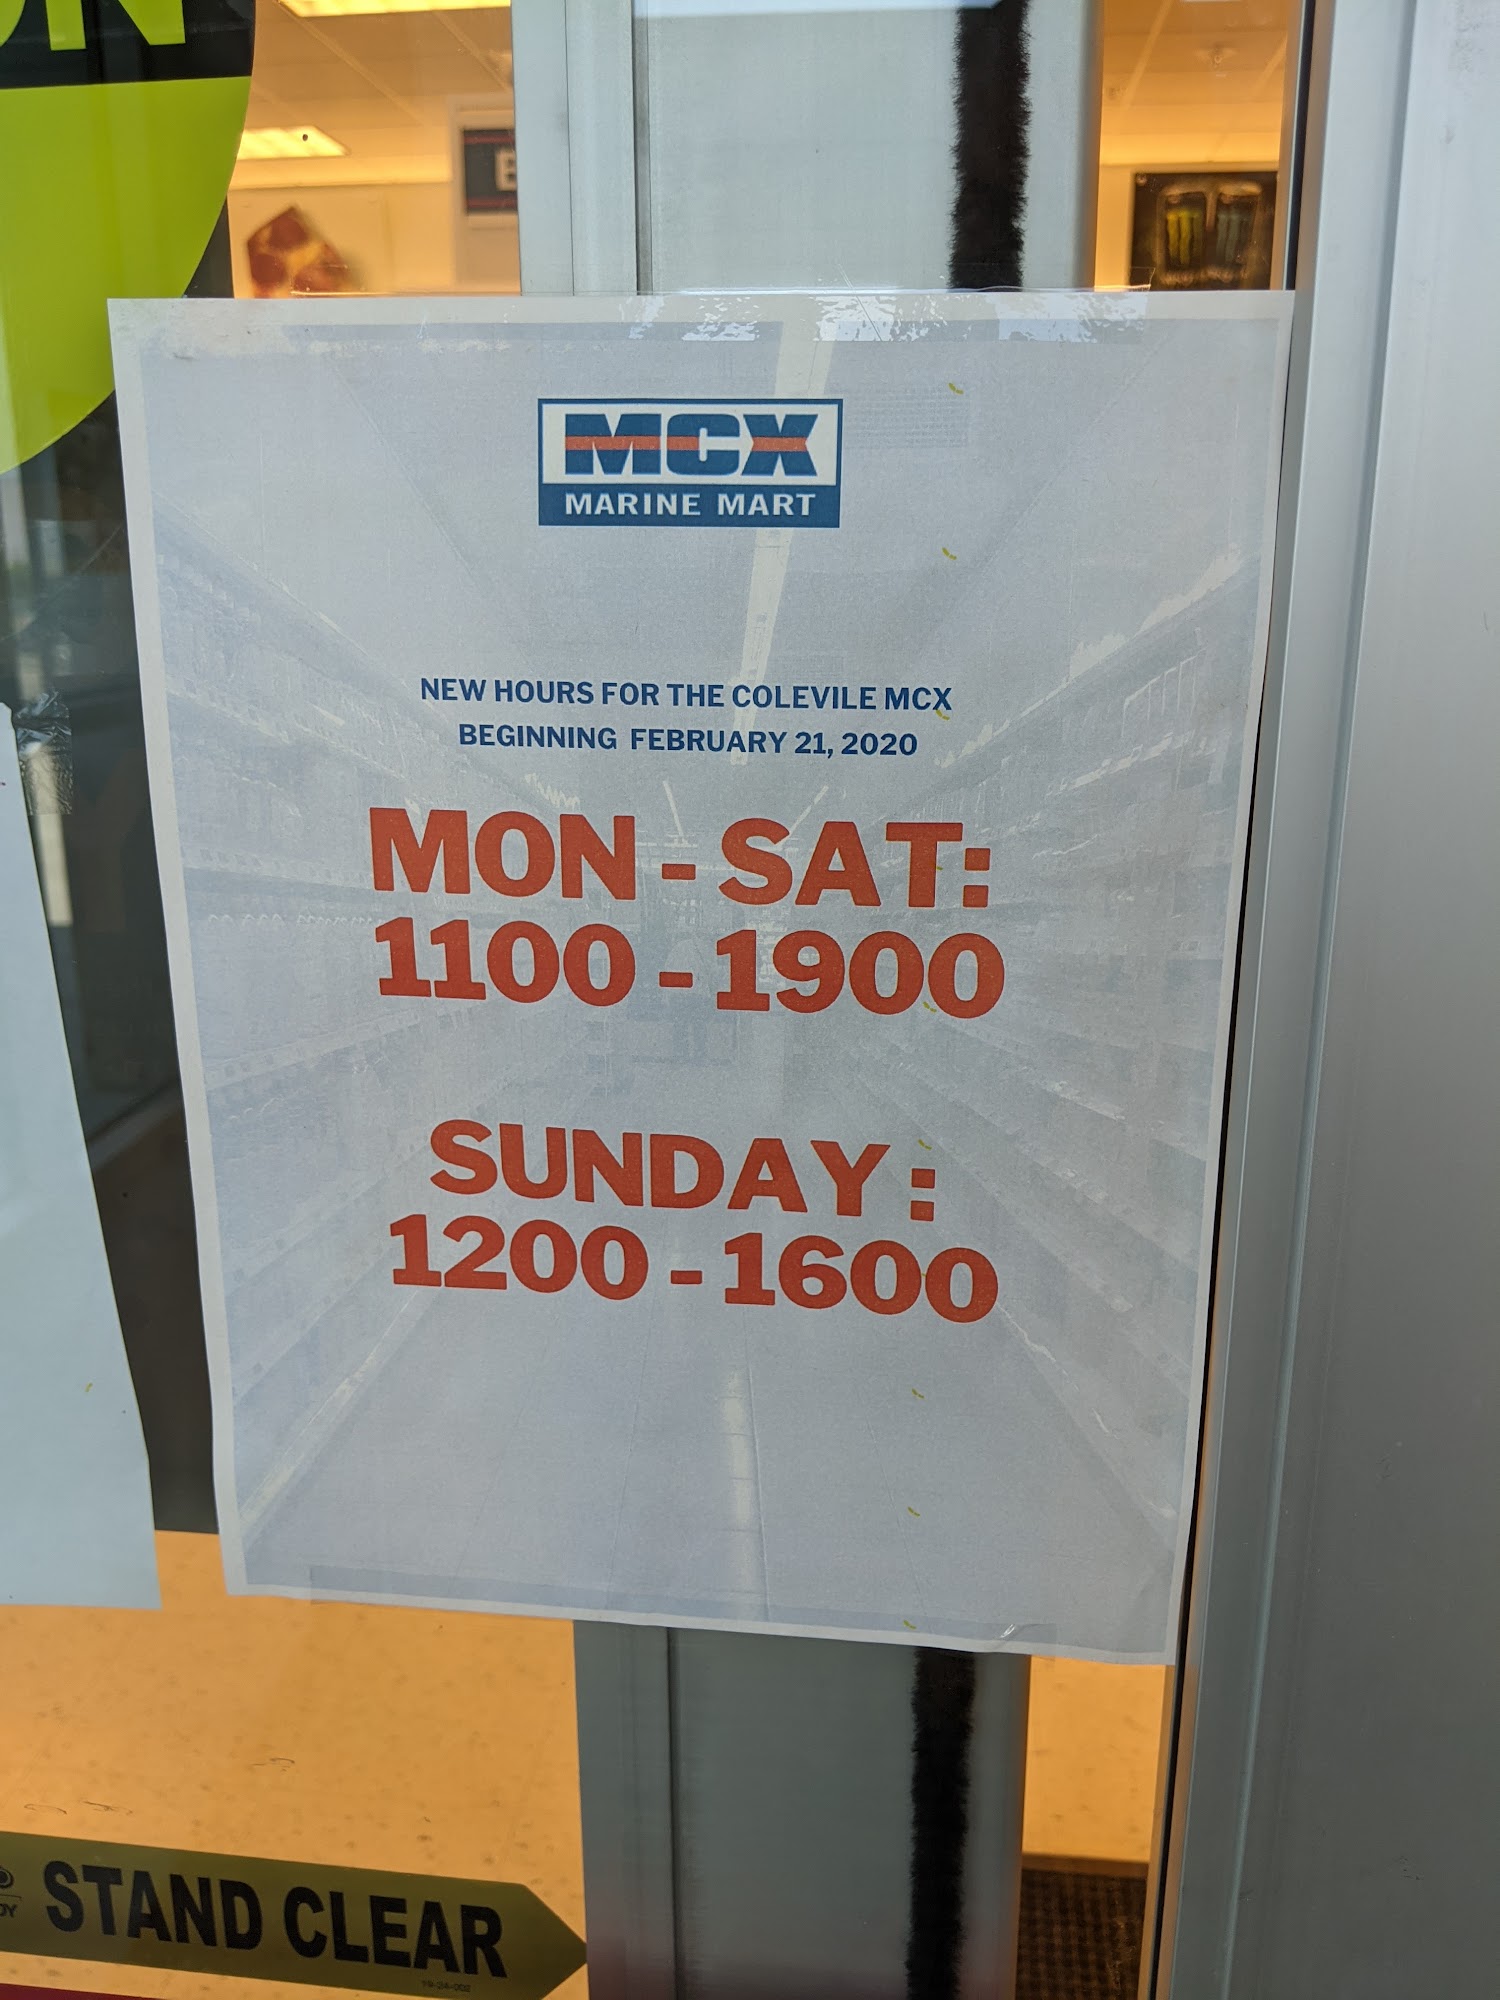 MCX
MARINE MART
NEW HOURS FOR THE COLEVILE MCX
BEGINNING FEBRUARY 21, 2020
MON - SAT:
1100 - 1900
SUNDAY :
1200 - 1600
STAND CLEAR